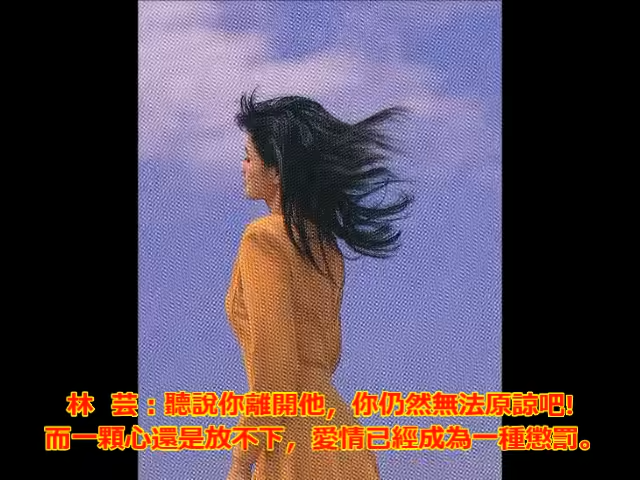 林 芸：聽說你離開他，你仍然無法原諒吧!
而一顆心還是放不下，愛情已經成為一種懲罰。